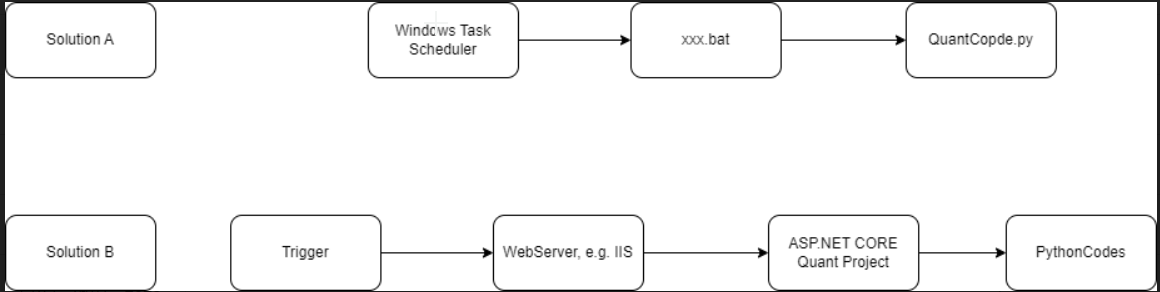 Solution A
Windows Task
Scheduler
xxx.bat
QuantCopde.py
Solution B
Trigger
WebServer, e.g. IIS
ASP.NET CORE
Quant Project
PythonCodes